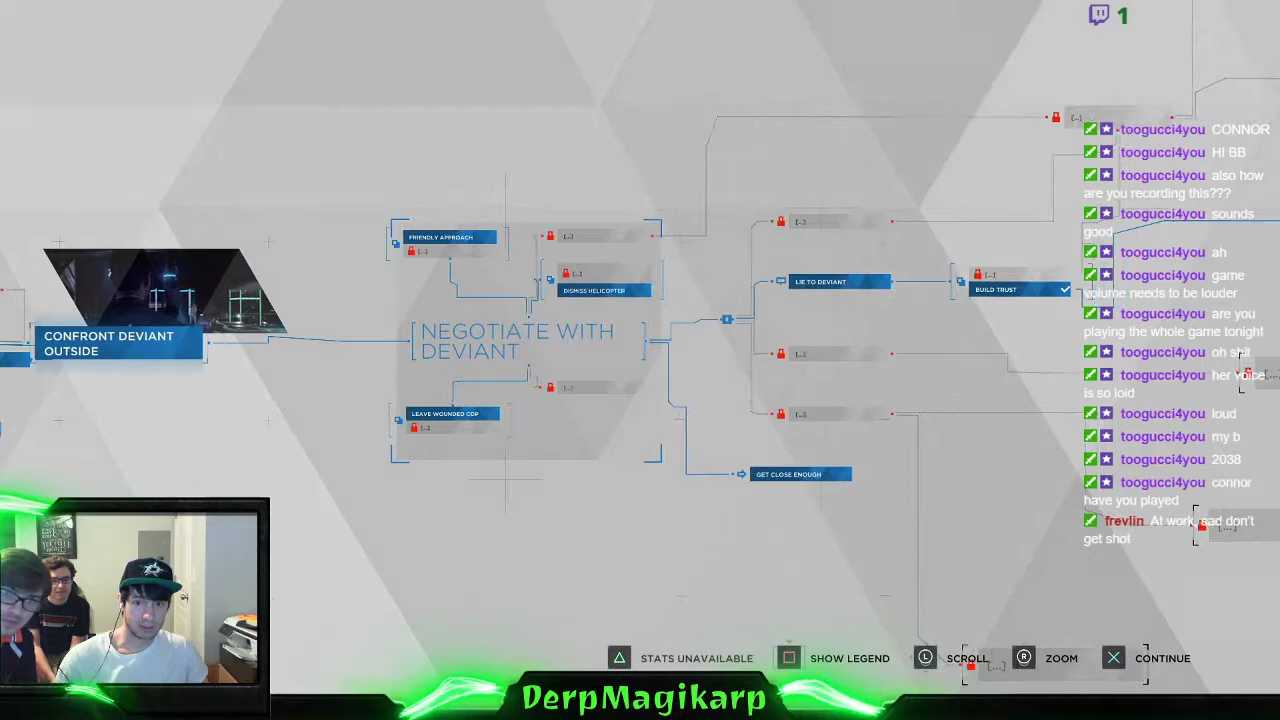 1
CONFRONT DEVIANT
OUTSIDE
FRIENDLY APPROACH
[...]
[...]
[...]
DISMISS HELICOPTER
NEGOTIATE WITH
DEVIANT
[...]
LEAVE WOUNDED COP
[...]
[...]
[...]
LIE TO DEVIANT
[...]
BUILD TRUST
[...]
[...]
GET CLOSE ENOUGH
[...]
[...]
[...]
toogucci4you CONNOR
toogucci4you HI BB
toogucci4you also how
are you recording this???
toogucci4you sounds
good
toogucci4you ah
toogucci4you game
volume needs to be louder
toogucci4you are you
playing the whole game tonight
toogucci4you oh shit
toogucci4you her voice
is so loid
toogucci4you loud
toogucci4you my b
toogucci4you 2038
toogucci4you connor
have you played
frevlin At work, sad don't
get shot
STATS UNAVAILABLE
SHOW LEGEND
L SCROLL
R ZOOM
CONTINUE
DerpMagikarp